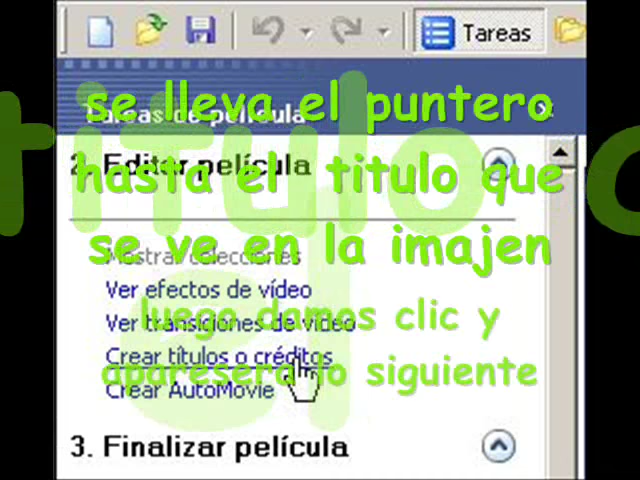 Tareas
Tareas de película
se lleva el puntero
2. Editar película
hasta el titulo que
se ve en la imajen
Mostrar colecciones
Ver efectos de vídeo
luego damos clic y
Ver transiciones de vídeo
Crear títulos o créditos
aparesera lo siguiente
Crear AutoMovie
3. Finalizar película
titulo
el